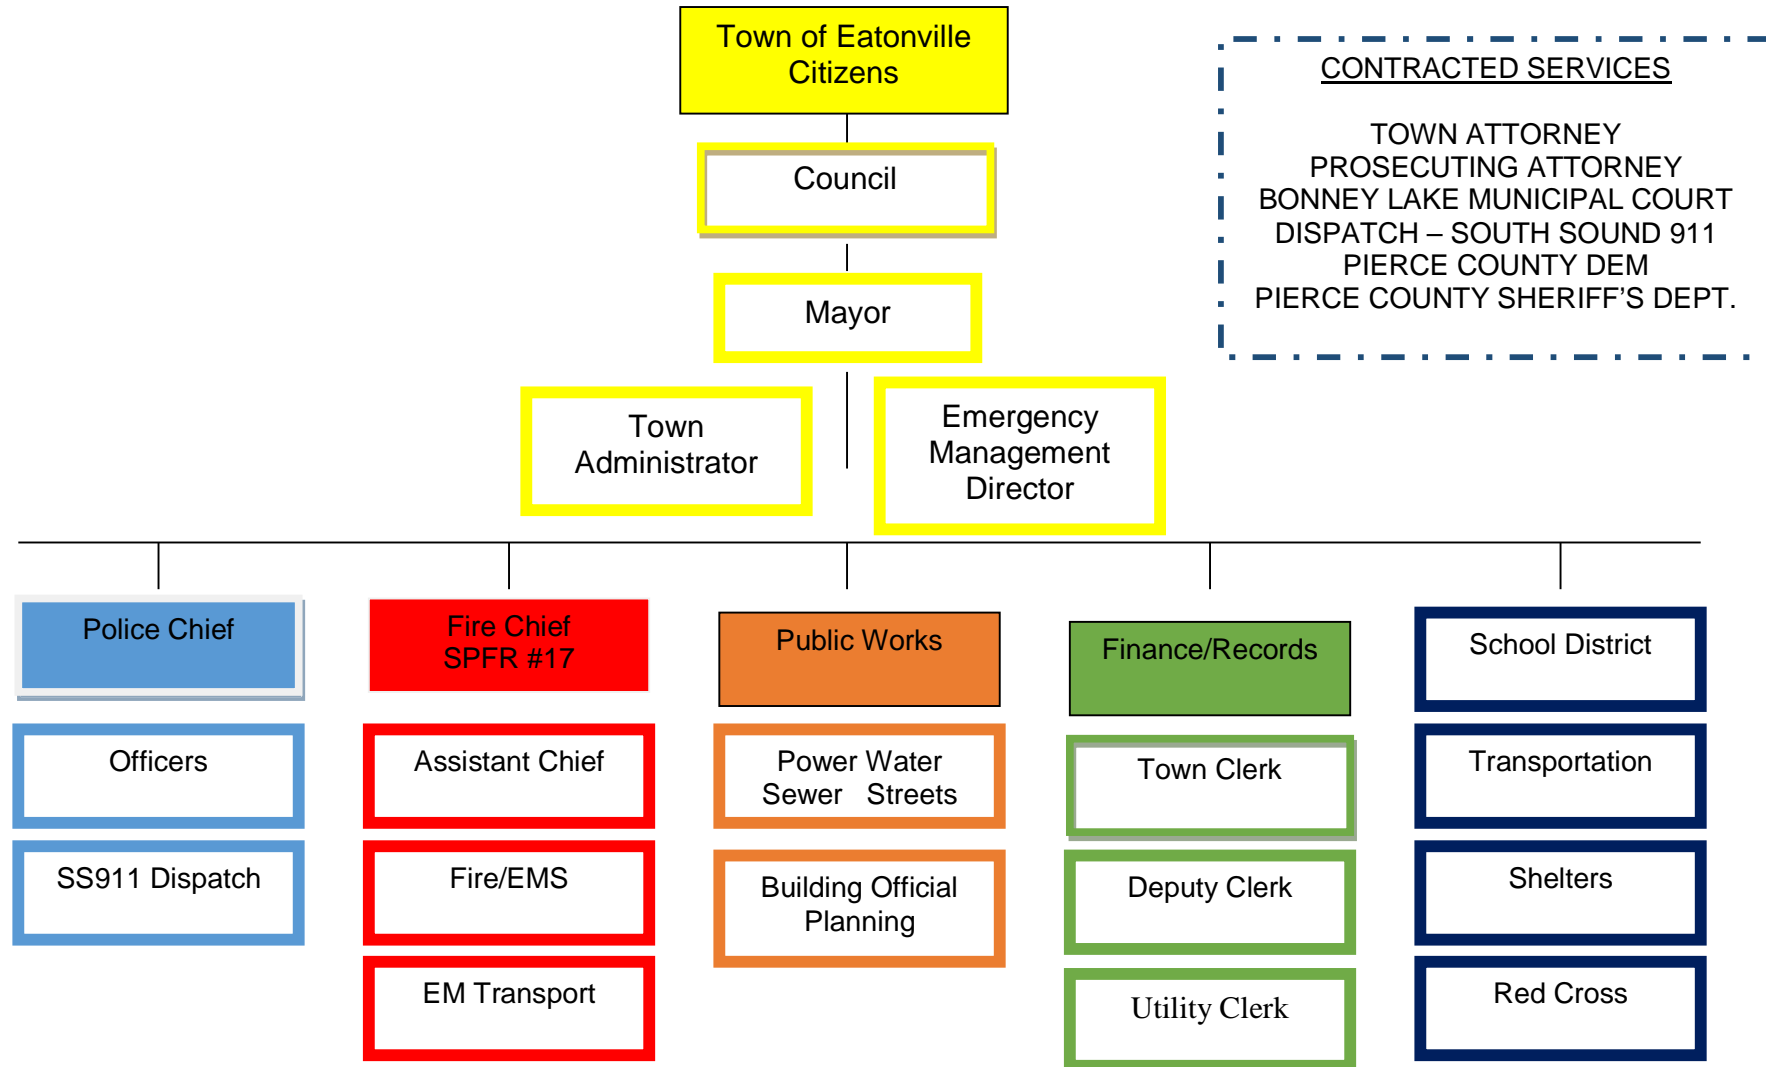 Town of Eatonville
Citizens
CONTRACTED SERVICES
TOWN ATTORNEY
PROSECUTING ATTORNEY
BONNEY LAKE MUNICIPAL COURT
DISPATCH – SOUTH SOUND 911
PIERCE COUNTY DEM
PIERCE COUNTY SHERIFF’S DEPT.
Council
Mayor
Town
Administrator
Emergency
Management
Director
Police Chief
Officers
SS911 Dispatch
Fire Chief
SPFR #17
Assistant Chief
Fire/EMS
EM Transport
Public Works
Power Water
Sewer Streets
Building Official
Planning
Finance/Records
Town Clerk
Deputy Clerk
Utility Clerk
School District
Transportation
Shelters
Red Cross